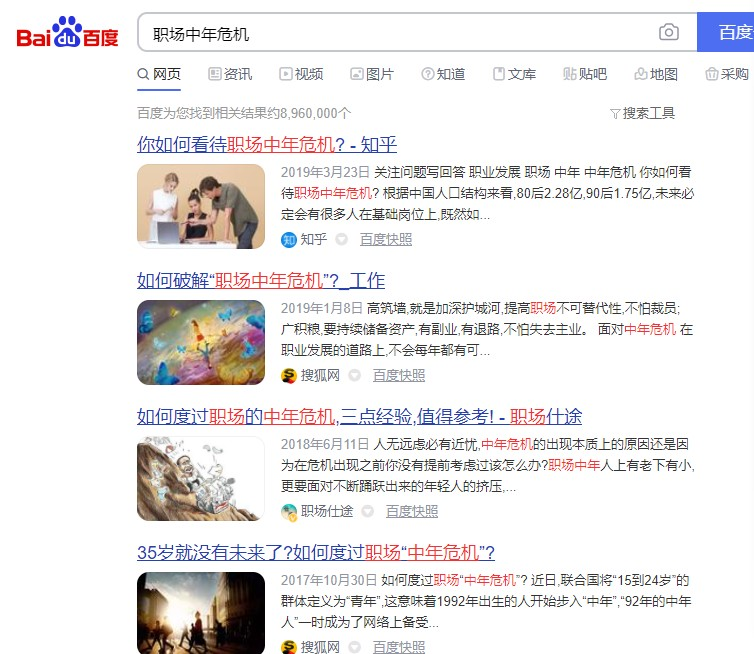 Bai du 百度 职场中年危机 百度
网页 资讯 视频 图片 知道 文库 贴吧 地图 采购
百度为您找到相关结果约8,960,000个 搜索工具
你如何看待职场中年危机? - 知乎
2019年3月23日 关注问题写回答 职业发展 职场 中年 中年危机 你如何看
待职场中年危机? 根据中国人口结构来看,80后2.28亿,90后1.75亿,未来必
定会有很多人在基础岗位上,既然如...
知 知乎 百度快照
如何破解“职场中年危机”?_工作
2019年1月8日 高筑墙,就是加深护城河,提高职场不可替代性,不怕裁员;
广积粮,要持续储备资产,有副业,有退路,不怕失去主业。 面对中年危机 在
职业发展的道路上,不会每年都有可...
搜狐网 百度快照
如何度过职场的中年危机,三点经验,值得参考! - 职场仕途
2018年6月11日 人无远虑必有近忧,中年危机的出现本质上的原因还是因
为在危机出现之前你没有提前考虑过该怎么办?职场中年人上有老下有小,
更要面对不断踊跃出来的年轻人的挤压,...
职场仕途 百度快照
35岁就没有未来了?如何度过职场“中年危机”?
2017年10月30日 如何度过职场“中年危机”? 近日,联合国将“15到24岁”的
群体定义为“青年”,这意味着1992年出生的人开始步入“中年”,“92年的中年
人”一时成为了网络上备受...
搜狐网 百度快照